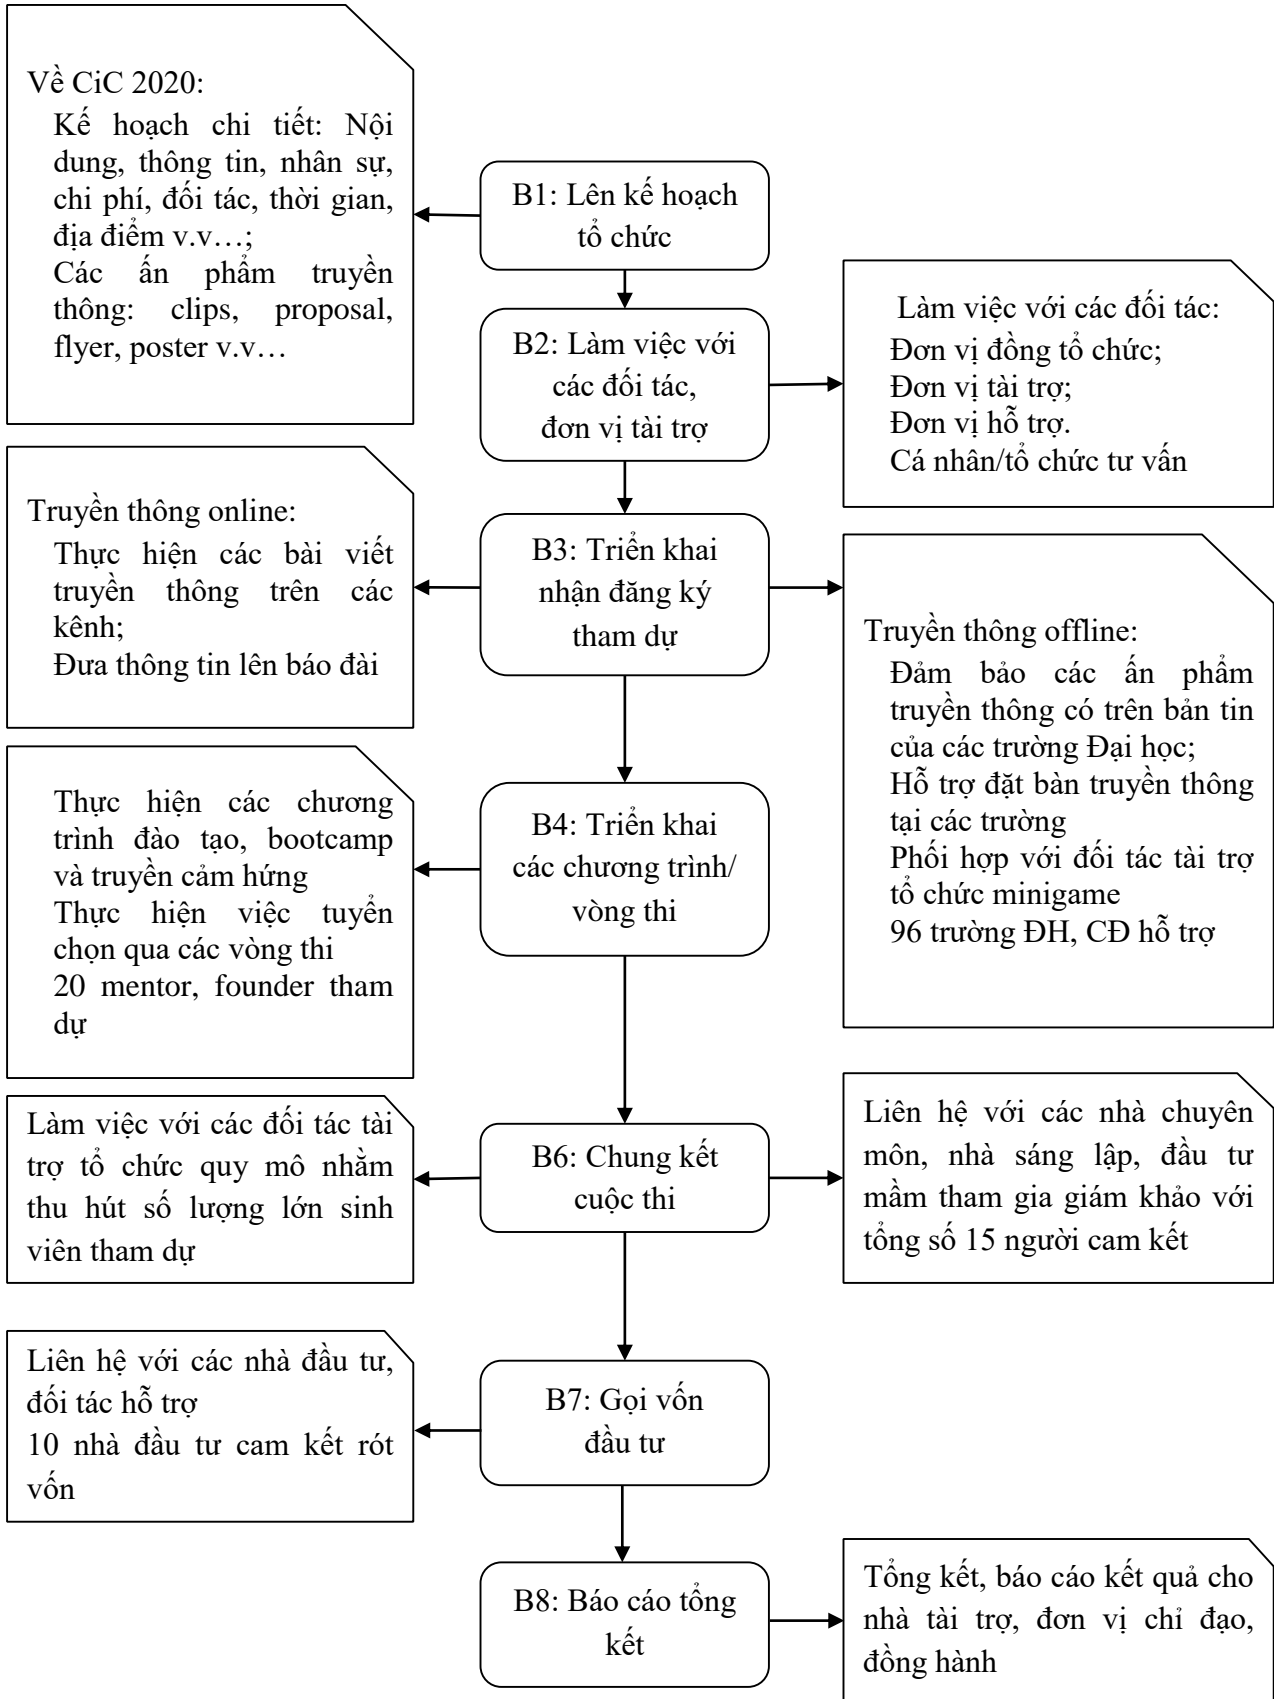 Về CiC 2020:
Kế hoạch chi tiết: Nội
dung, thông tin, nhân sự,
chi phí, đối tác, thời gian,
địa điểm v.v…;
Các ấn phẩm truyền
thông: clips, proposal,
flyer, poster v.v…
B1: Lên kế hoạch
tổ chức
B2: Làm việc với
các đối tác,
đơn vị tài trợ
Làm việc với các đối tác:
Đơn vị đồng tổ chức;
Đơn vị tài trợ;
Đơn vị hỗ trợ.
Cá nhân/tổ chức tư vấn
Truyền thông online:
Thực hiện các bài viết
truyền thông trên các
kênh;
Đưa thông tin lên báo đài
B3: Triển khai
nhận đăng ký
tham dự
Truyền thông offline:
Đảm bảo các ấn phẩm
truyền thông có trên bản tin
của các trường Đại học;
Hỗ trợ đặt bàn truyền thông
tại các trường
Phối hợp với đối tác tài trợ
tổ chức minigame
96 trường ĐH, CĐ hỗ trợ
Thực hiện các chương
trình đào tạo, bootcamp
và truyền cảm hứng
Thực hiện việc tuyển
chọn qua các vòng thi
20 mentor, founder tham
dự
B4: Triển khai
các chương trình/
vòng thi
Làm việc với các đối tác tài
trợ tổ chức quy mô nhằm
thu hút số lượng lớn sinh
viên tham dự
B6: Chung kết
cuộc thi
Liên hệ với các nhà chuyên
môn, nhà sáng lập, đầu tư
mầm tham gia giám khảo với
tổng số 15 người cam kết
Liên hệ với các nhà đầu tư,
đối tác hỗ trợ
10 nhà đầu tư cam kết rót
vốn
B7: Gọi vốn
đầu tư
B8: Báo cáo tổng
kết
Tổng kết, báo cáo kết quả cho
nhà tài trợ, đơn vị chỉ đạo,
đồng hành